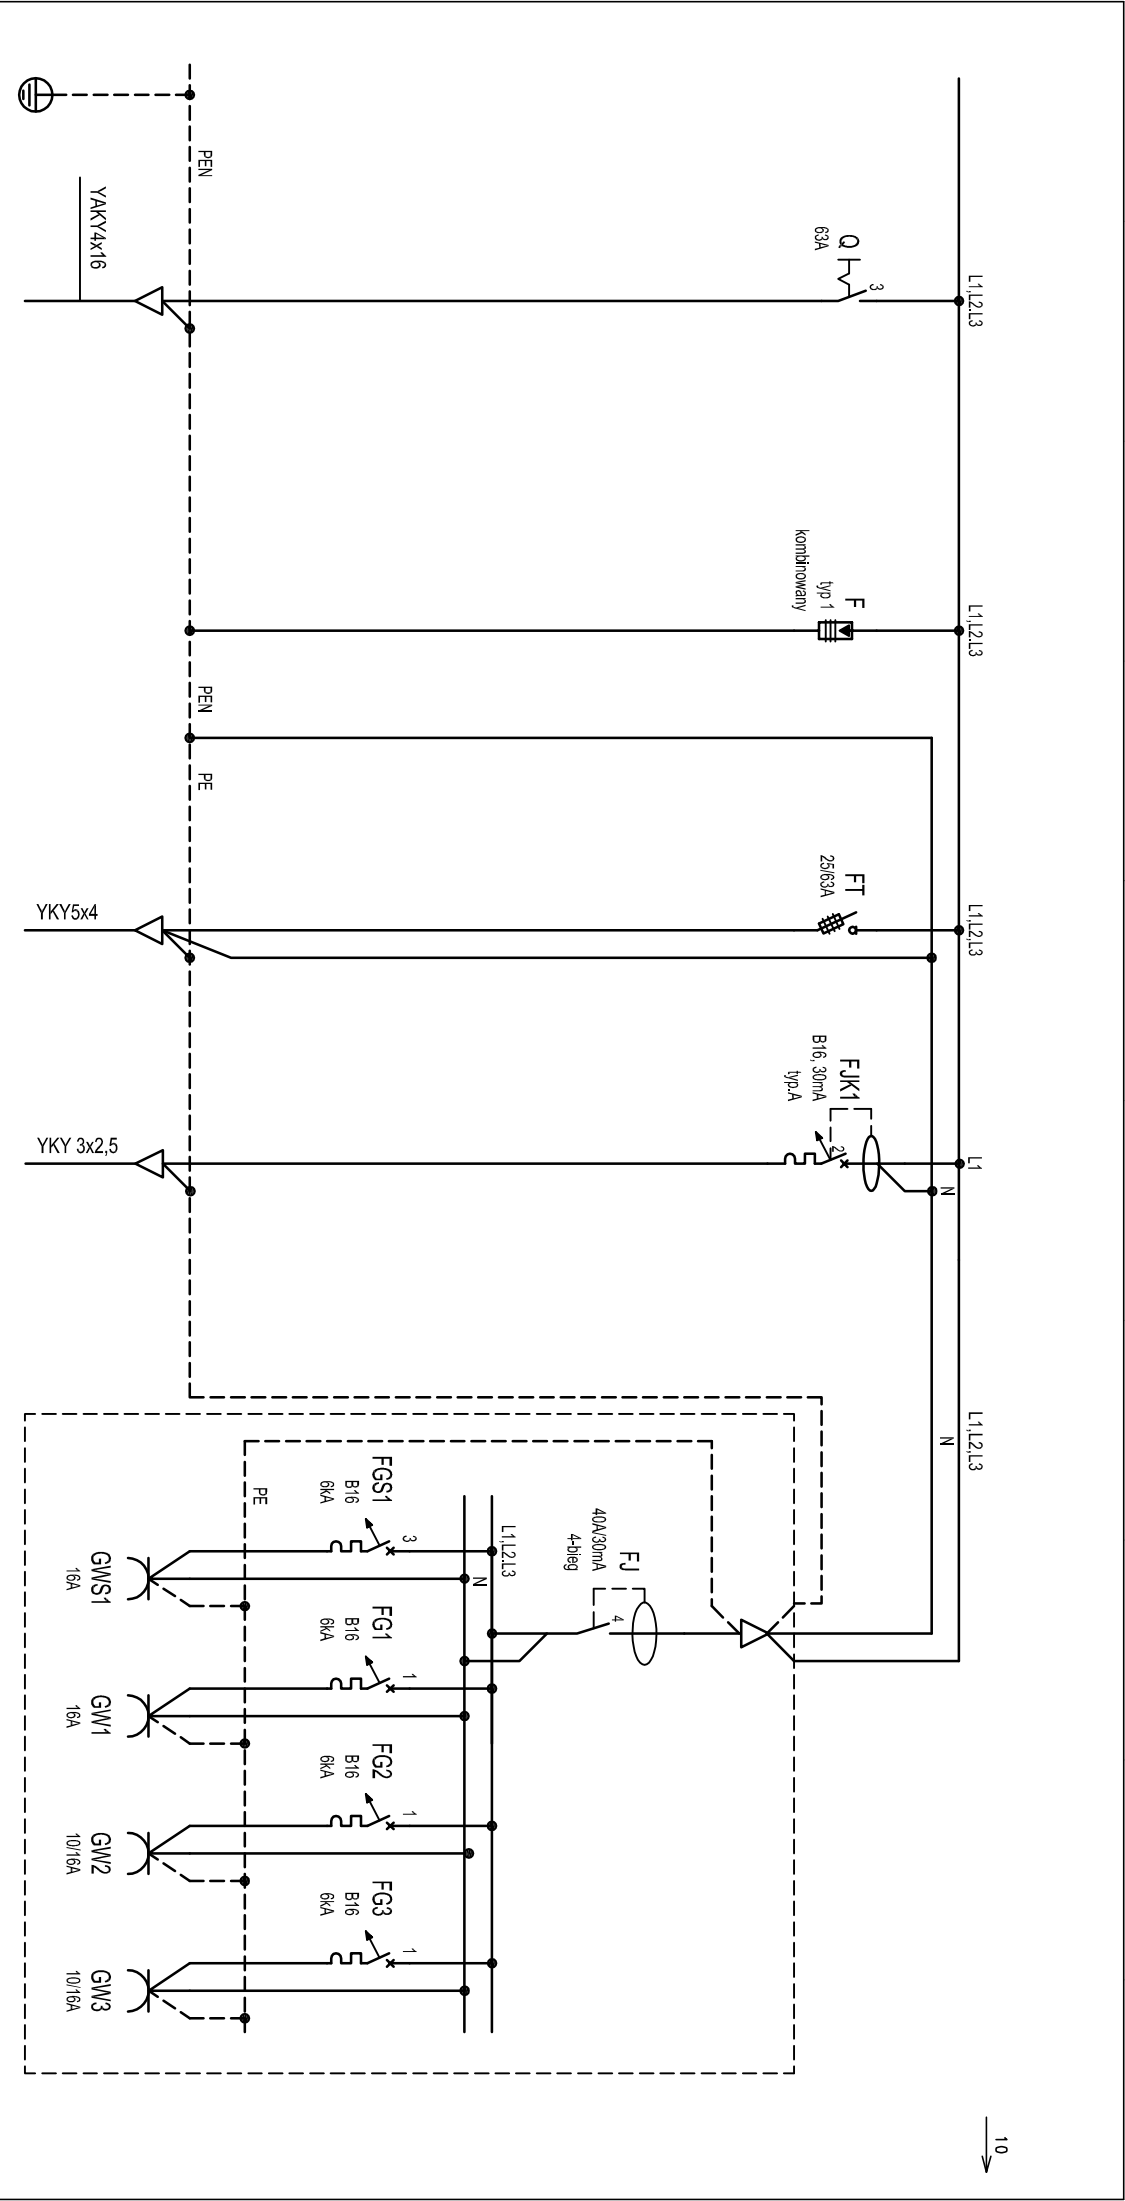 PEN
YAKY4x16
Q
63A
3
L1,L2.L3
F
typ 1
kombinowany
L1,L2.L3
PEN
PE
FT
25/63A
L1,L2,L3
YKY5x4
FJK1
B16, 30mA
typ.A
2
L1
N
YKY 3x2,5
L1,L2,L3
N
FJ
40A/30mA
4-bieg
4
L1,L2.L3
N
PE
FGS1
B16
6kA
3
FG1
B16
6kA
1
FG2
B16
6kA
1
FG3
B16
6kA
1
GWS1
16A
GW1
16A
GW2
10/16A
GW3
10/16A
10